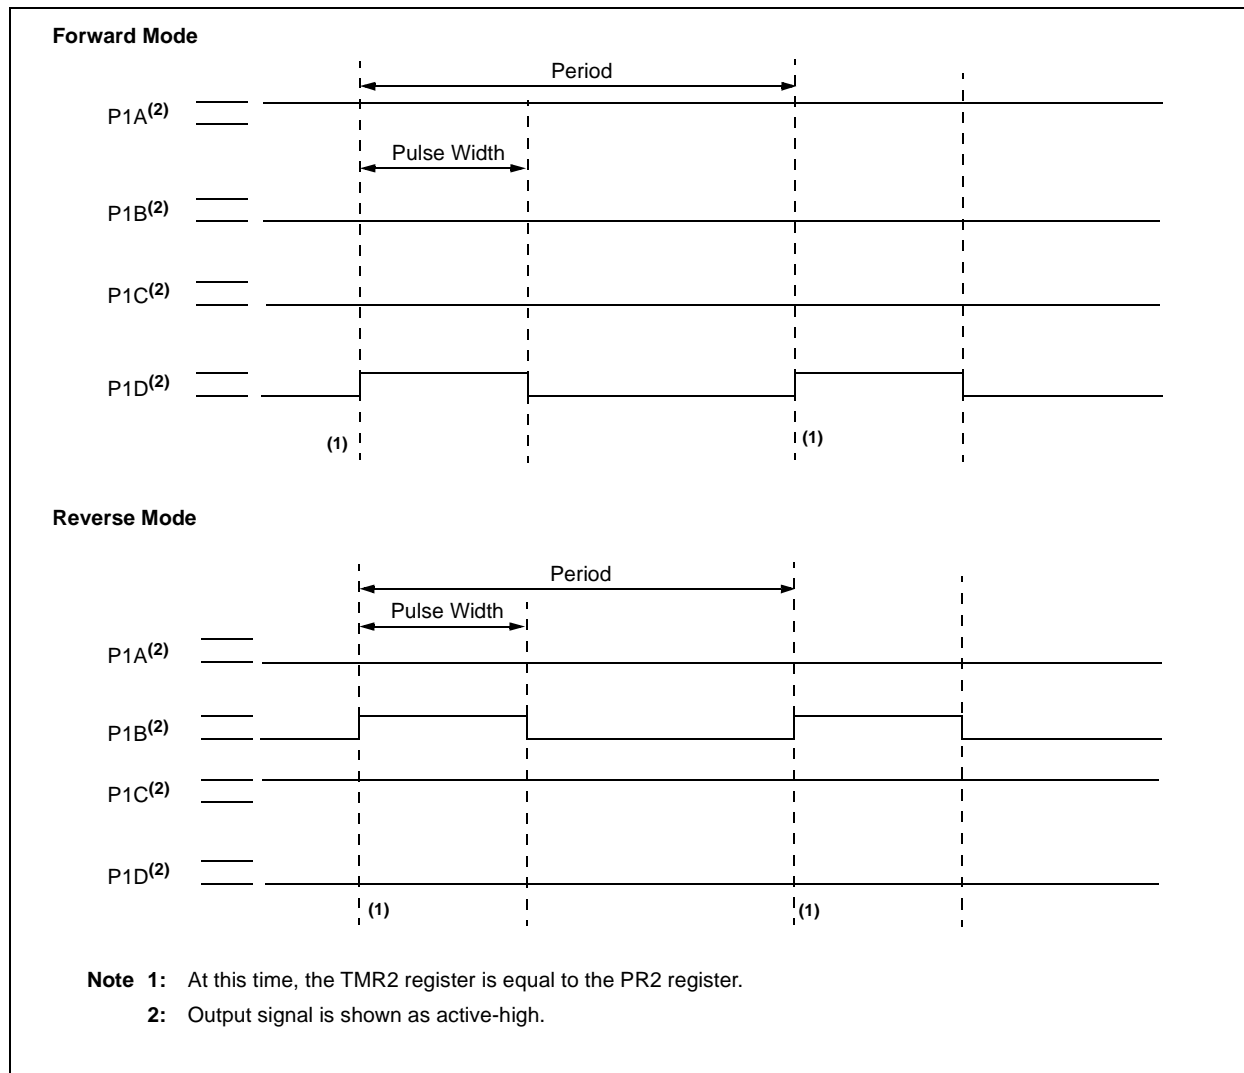 Forward Mode
Period
P1A(2)
Pulse Width
P1B(2)
P1C(2)
P1D(2)
(1)
(1)
Reverse Mode
Period
Pulse Width
P1A(2)
P1B(2)
P1C(2)
P1D(2)
(1)
(1)
Note 1: At this time, the TMR2 register is equal to the PR2 register.
2: Output signal is shown as active-high.